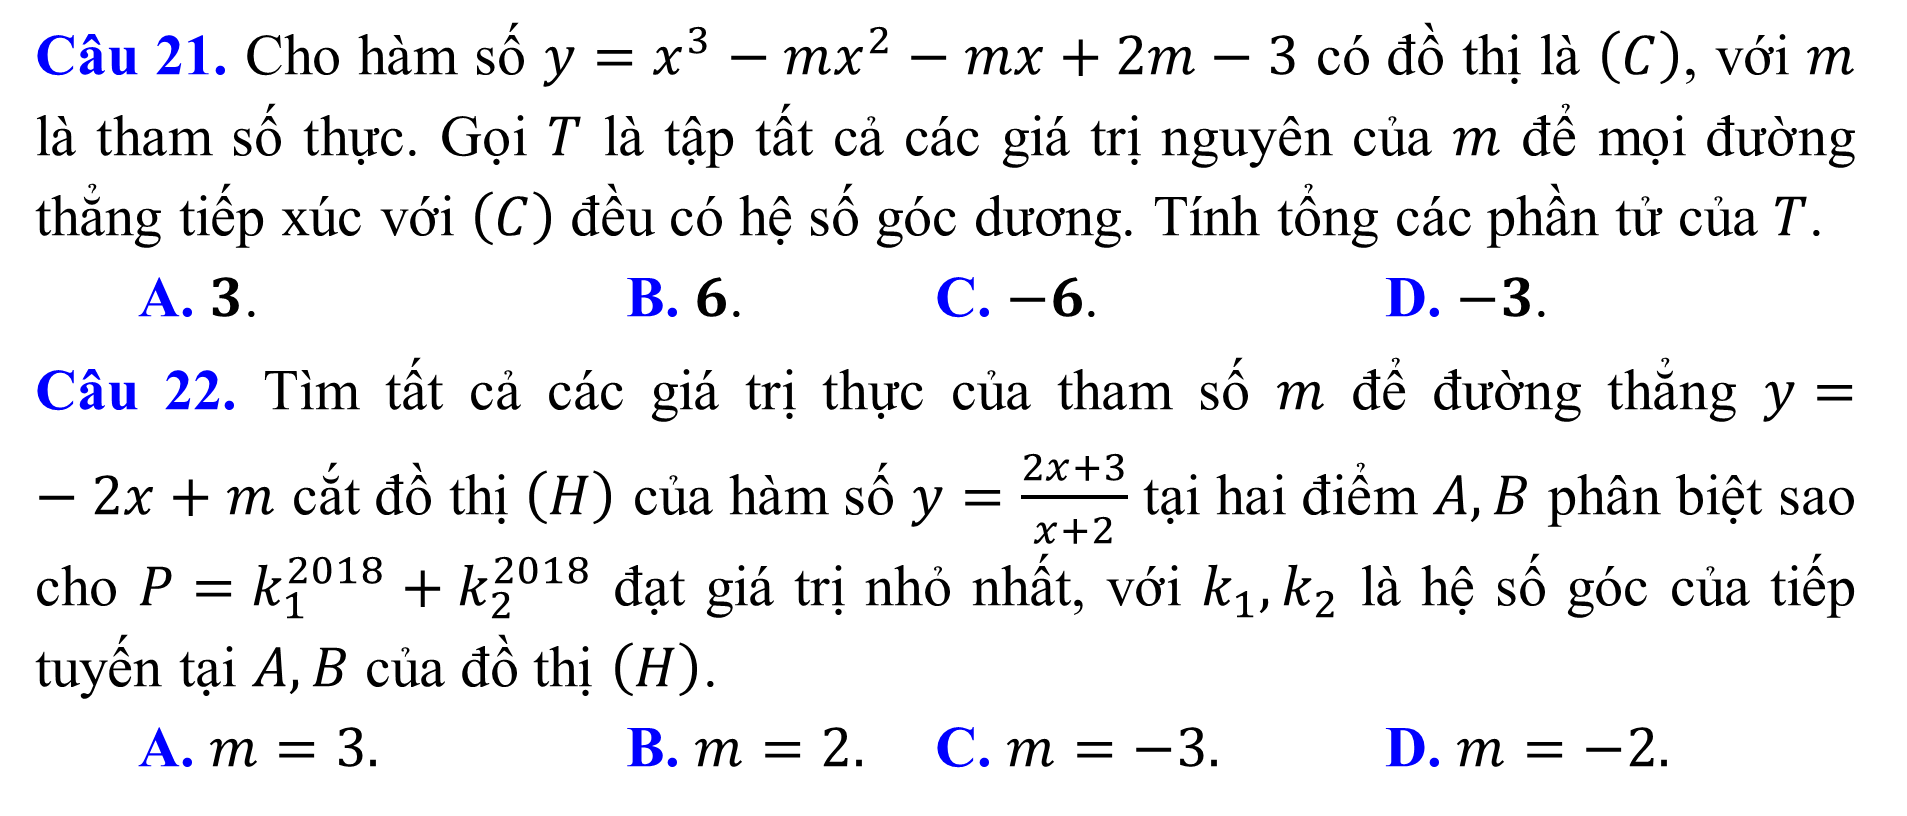 Câu 21. Cho hàm số y = x³ − mx² − mx + 2m − 3 có đồ thị là (C), với m
là tham số thực. Gọi T là tập tất cả các giá trị nguyên của m để mọi đường
thẳng tiếp xúc với (C) đều có hệ số góc dương. Tính tổng các phần tử của T.
A. 3. B. 6. C. −6. D. −3.
Câu 22. Tìm tất cả các giá trị thực của tham số m để đường thẳng y =
− 2x + m cắt đồ thị (H) của hàm số y = \frac{2x+3}{x+2} tại hai điểm A, B phân biệt sao
cho P = k_1^{2018} + k_2^{2018} đạt giá trị nhỏ nhất, với k₁, k₂ là hệ số góc của tiếp
tuyến tại A, B của đồ thị (H).
A. m = 3. B. m = 2. C. m = −3. D. m = −2.